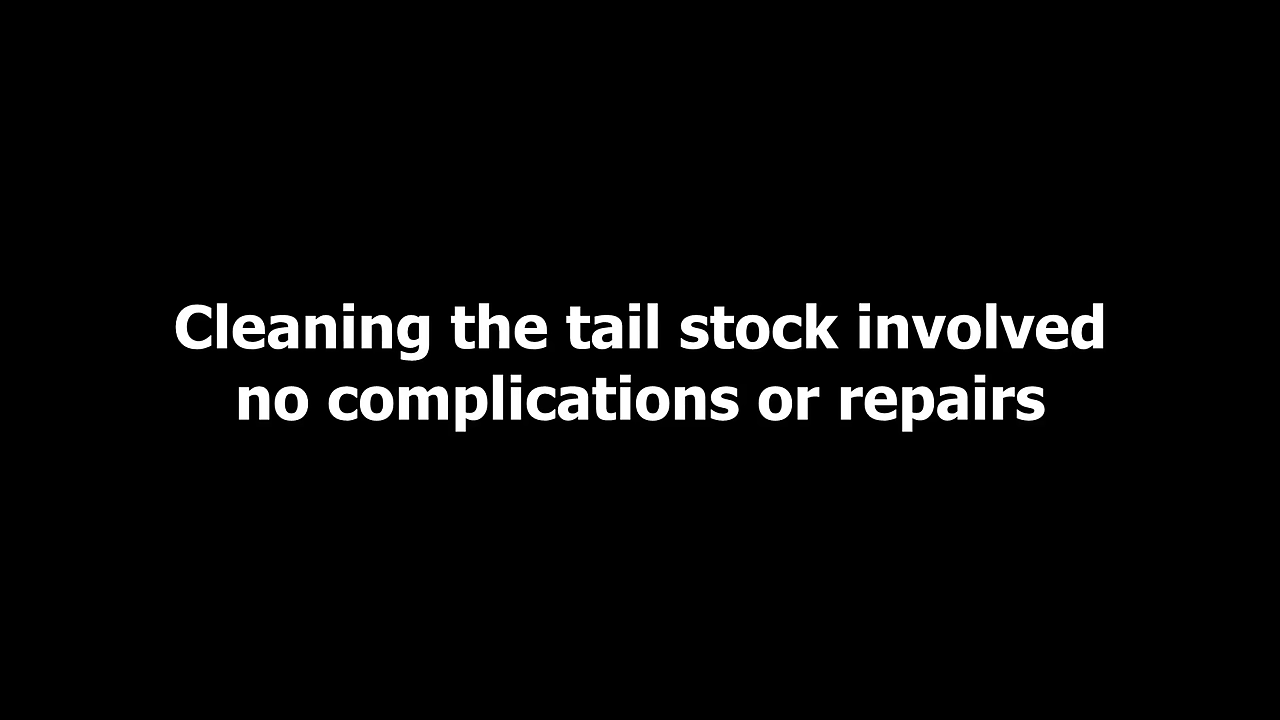 Cleaning the tail stock involved
no complications or repairs